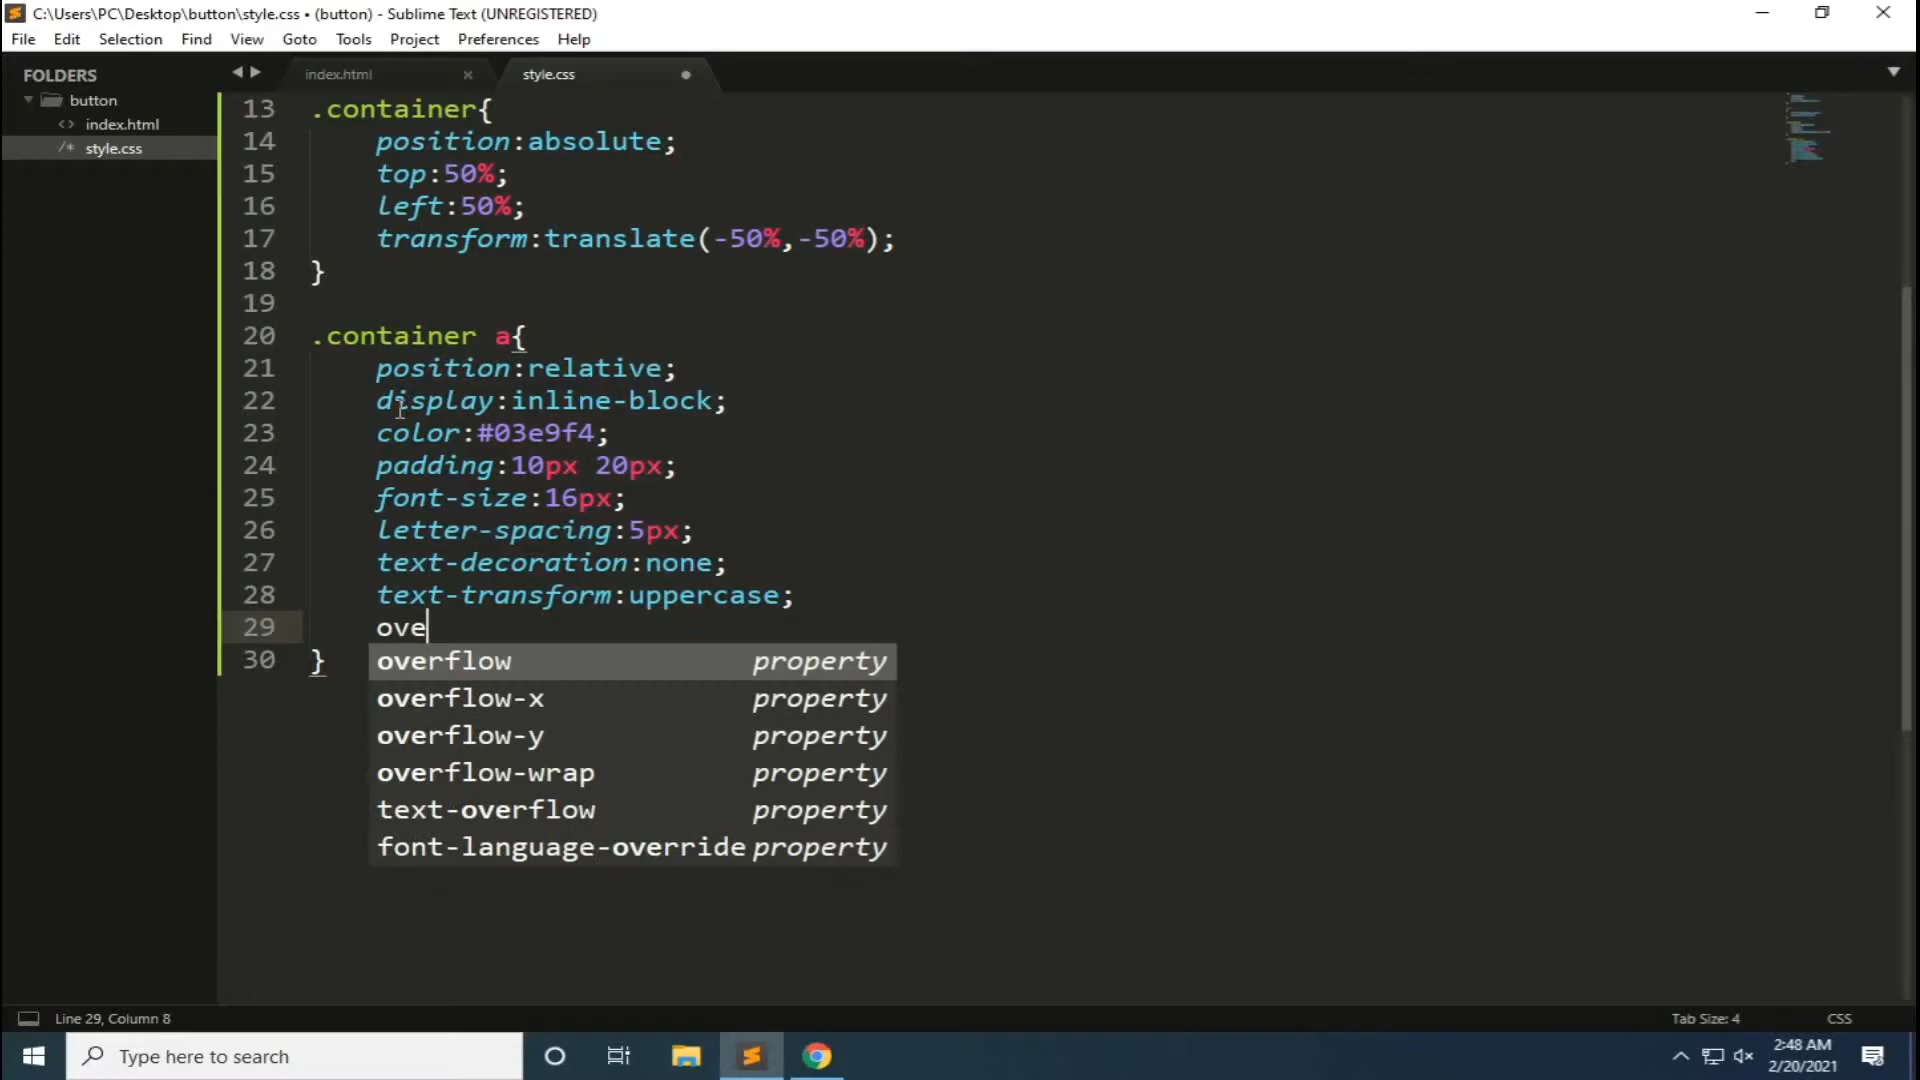 C:\Users\PC\Desktop\button\style.css • (button) - Sublime Text (UNREGISTERED)
File Edit Selection Find View Goto Tools Project Preferences Help
FOLDERS
button
<> index.html
/* style.css
index.html ×
style.css
13 .container{
14 position:absolute;
15 top:50%;
16 left:50%;
17 transform:translate(-50%,-50%);
18 }
19
20 .container a{
21 position:relative;
22 display:inline-block;
23 color:#03e9f4;
24 padding:10px 20px;
25 font-size:16px;
26 letter-spacing:5px;
27 text-decoration:none;
28 text-transform:uppercase;
29 ove
30 }
overflow property
overflow-x property
overflow-y property
overflow-wrap property
text-overflow property
font-language-override property
Line 29, Column 8
Tab Size: 4
CSS
Type here to search
2:48 AM
2/20/2021